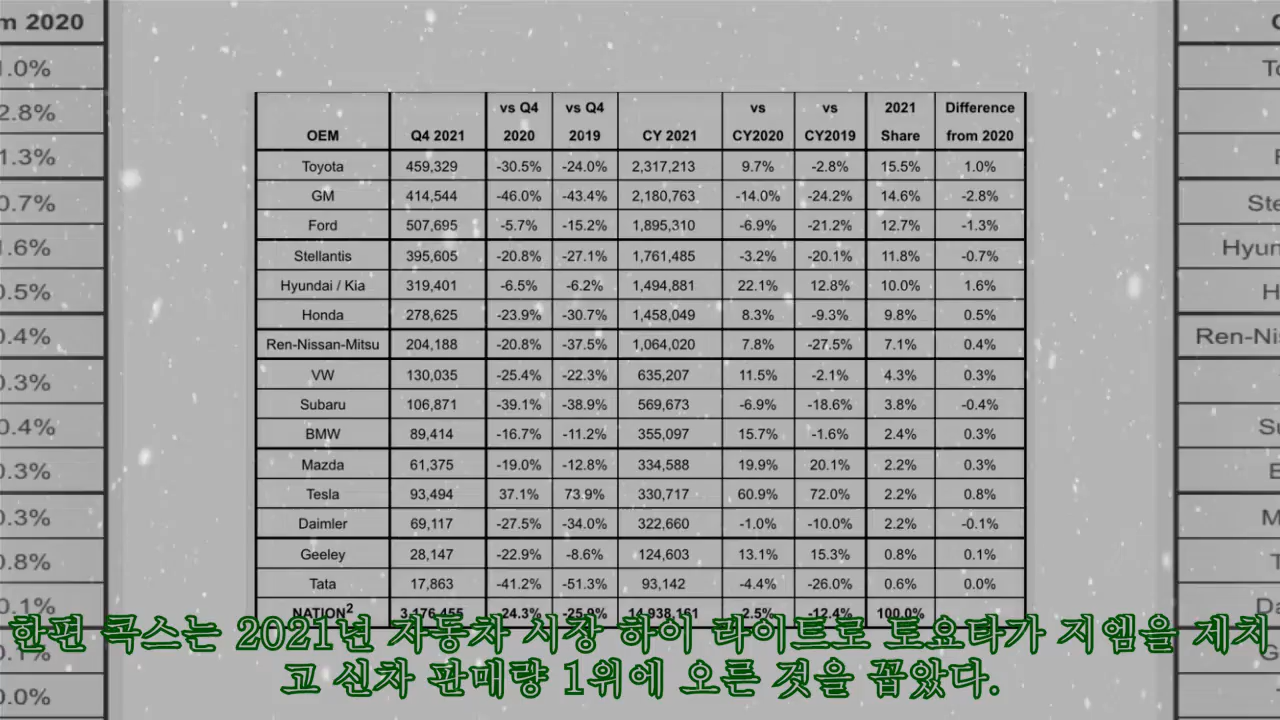 vs Q4 vs Q4 vs vs 2021 Difference
OEM Q4 2021 2020 2019 CY 2021 CY2020 CY2019 Share from 2020
Toyota 459,329 -30.5% -24.0% 2,317,213 9.7% -2.8% 15.5% 1.0%
GM 414,544 -46.0% -43.4% 2,180,763 -14.0% -24.2% 14.6% -2.8%
Ford 507,695 -5.7% -15.2% 1,895,310 -6.9% -21.2% 12.7% -1.3%
Stellantis 395,605 -20.8% -27.1% 1,761,485 -3.2% -20.1% 11.8% -0.7%
Hyundai / Kia 319,401 -6.5% -6.2% 1,494,881 22.1% 12.8% 10.0% 1.6%
Honda 278,625 -23.9% -30.7% 1,458,049 8.3% -9.3% 9.8% 0.5%
Ren-Nissan-Mitsu 204,188 -20.8% -37.5% 1,064,020 7.8% -27.5% 7.1% 0.4%
VW 130,035 -25.4% -22.3% 635,207 11.5% -2.1% 4.3% 0.3%
Subaru 106,871 -39.1% -38.9% 569,673 -6.9% -18.6% 3.8% -0.4%
BMW 89,414 -16.7% -11.2% 355,097 15.7% -1.6% 2.4% 0.3%
Mazda 61,375 -19.0% -12.8% 334,588 19.9% 20.1% 2.2% 0.3%
Tesla 93,494 37.1% 73.9% 330,717 60.9% 72.0% 2.2% 0.8%
Daimler 69,117 -27.5% -34.0% 322,660 -1.0% -10.0% 2.2% -0.1%
Geeley 28,147 -22.9% -8.6% 124,603 13.1% 15.3% 0.8% 0.1%
Tata 17,863 -41.2% -51.3% 93,142 -4.4% -26.0% 0.6% 0.0%
NATION2 3,176,455 -24.3% -25.9% 14,938,161 2.5% -12.4% 100.0%
한편 콕스는 2021년 자동차 시장 하이 라이트로 토요타가 지엠을 제치
고 신차 판매량 1위에 오른 것을 꼽았다.